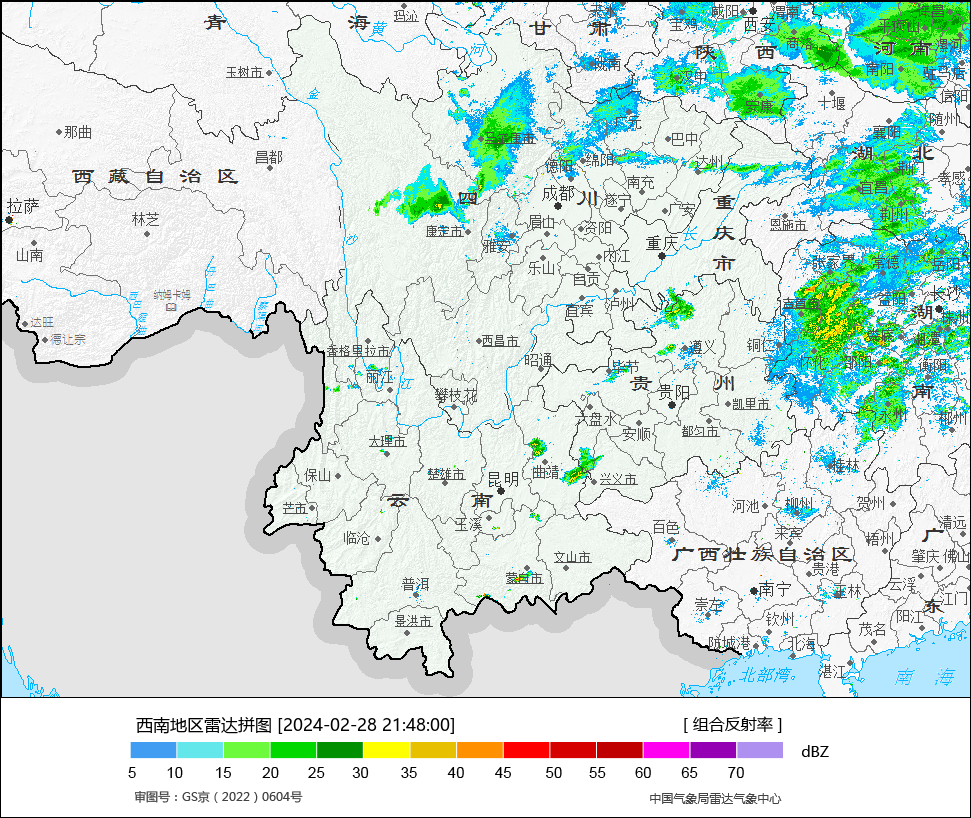 青 海 甘 肃 玛沁 黄 河
咸阳 渭南 宝鸡 西安 陕 西 商洛
平顶山 河 南 南阳 驻马店 信阳
玉树市 金 汉中 安康 十堰 随州
那曲 昌都 广元 巴中 襄阳
西 藏 自 治 区 德阳 绵阳 达州 湖 北
拉萨 林芝 成都 四 川 遂宁 南充 广安 宜昌 荆门 荆州 孝感
山南 康定市 雅安 眉山 资阳 重 庆 市 恩施市
沙 乐山 内江 重庆 长 张家界 常德
纳姆卡姆 自贡 泸州 宜宾 吉首市 益阳
达旺 德让宗 香格里拉市 西昌市 昭通 遵义 铜仁 湖 南
丽江 江 攀枝花 毕节 贵 州 贵阳 怀化 邵阳 衡阳
六盘水 安顺 凯里市 都匀市 永州 郴州
大理市 保山 楚雄市 昆明 曲靖 兴义市 桂林
芒市 云 南 玉溪 河池 柳州 贺州
临沧 文山市 百色 来宾 梧州 清远 广
广 西 壮 族 自 治 区 贵港 肇庆 佛山
普洱 蒙自市 南宁 玉林 云浮 江门 东
景洪市 崇左 钦州 阳江
防城港 北海 茂名
北部湾 湛江 南 海
西南地区雷达拼图 [2024-02-28 21:48:00] [ 组合反射率 ]
dBZ
5 10 15 20 25 30 35 40 45 50 55 60 65 70
审图号：GS京（2022）0604号 中国气象局雷达气象中心